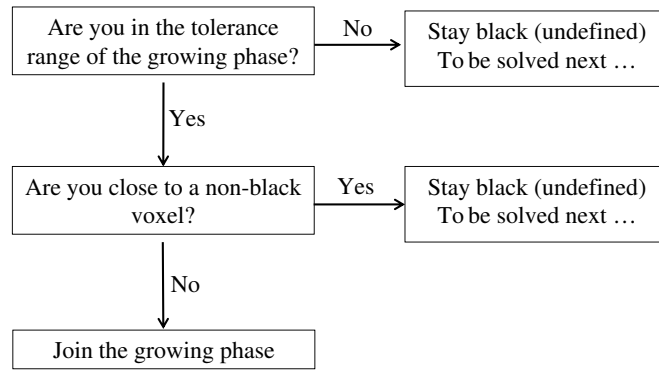 Are you in the tolerance
range of the growing phase?
No
Stay black (undefined)
To be solved next …
Yes
Are you close to a non-black
voxel?
Yes
Stay black (undefined)
To be solved next …
No
Join the growing phase